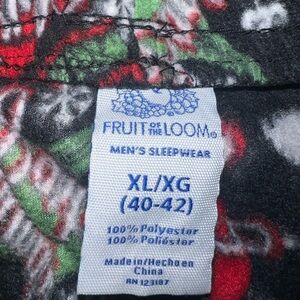 FRUIT OF THE LOOM®
MEN'S SLEEPWEAR
XL/XG
(40-42)
100% Polyester
100% Poliéster
Made in/Hecho en
China
RN 123187